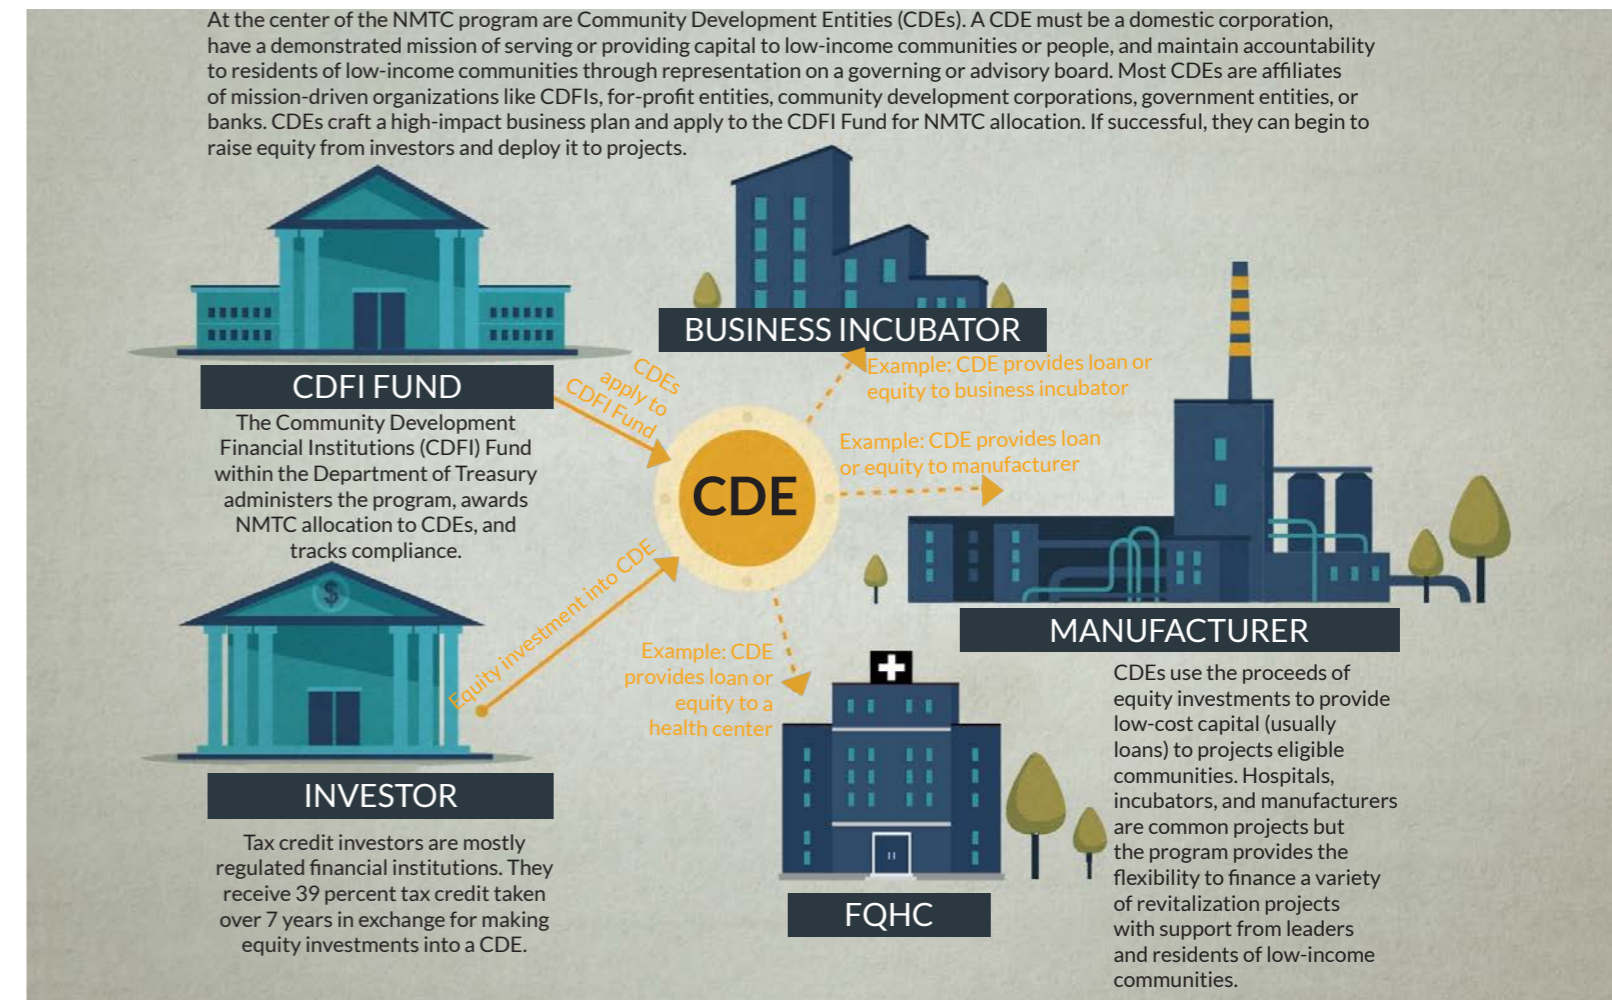 At the center of the NMTC program are Community Development Entities (CDEs). A CDE must be a domestic corporation,
have a demonstrated mission of serving or providing capital to low-income communities or people, and maintain accountability
to residents of low-income communities through representation on a governing or advisory board. Most CDEs are affiliates
of mission-driven organizations like CDFIs, for-profit entities, community development corporations, government entities, or
banks. CDEs craft a high-impact business plan and apply to the CDFI Fund for NMTC allocation. If successful, they can begin to
raise equity from investors and deploy it to projects.
CDFI FUND
The Community Development
Financial Institutions (CDFI) Fund
within the Department of Treasury
administers the program, awards
NMTC allocation to CDEs, and
tracks compliance.
CDEs
apply to
CDFI Fund
BUSINESS INCUBATOR
Example: CDE provides loan or
equity to business incubator
CDE
Example: CDE provides loan
or equity to manufacturer
MANUFACTURER
CDEs use the proceeds of
equity investments to provide
low-cost capital (usually
loans) to projects eligible
communities. Hospitals,
incubators, and manufacturers
are common projects but
the program provides the
flexibility to finance a variety
of revitalization projects
with support from leaders
and residents of low-income
communities.
$
Equity investment into CDE
INVESTOR
Tax credit investors are mostly
regulated financial institutions. They
receive 39 percent tax credit taken
over 7 years in exchange for making
equity investments into a CDE.
Example: CDE
provides loan or
equity to a
health center
FQHC